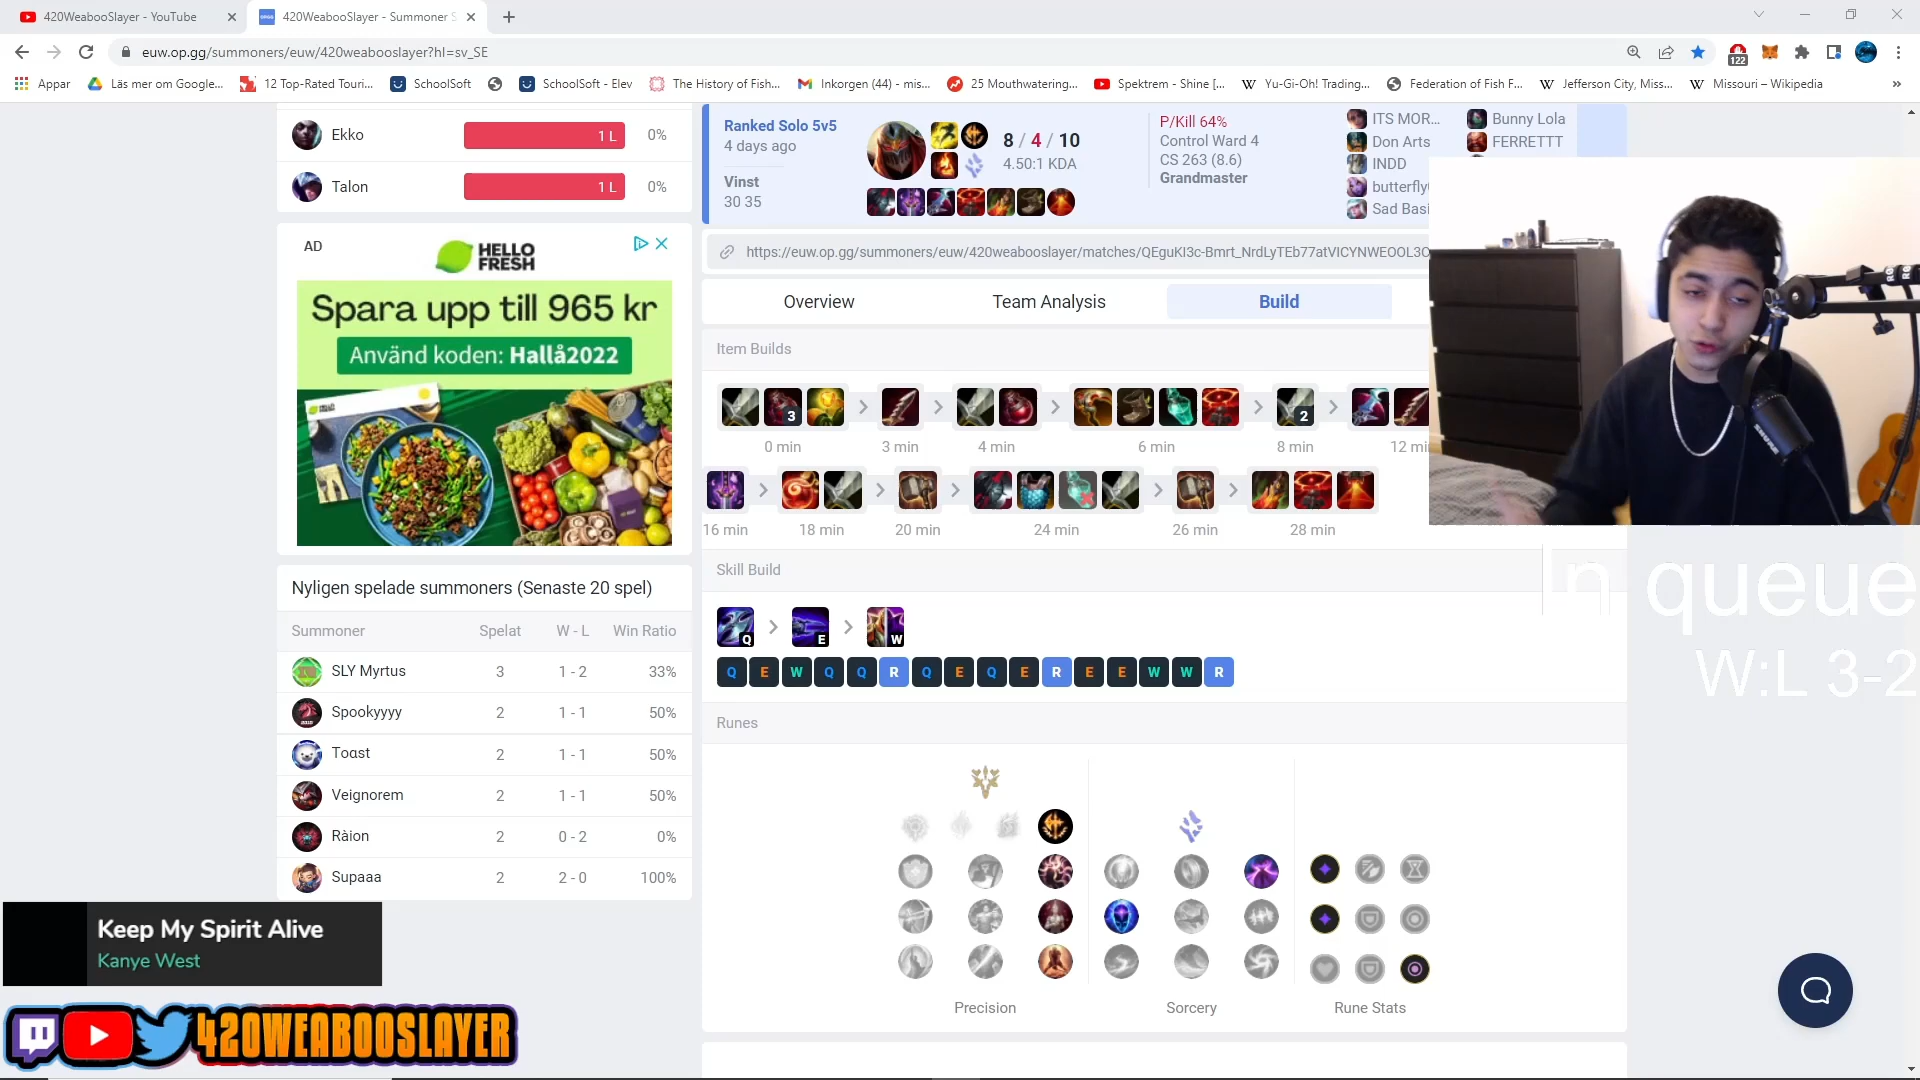 420WeabooSlayer - YouTube
420WeabooSlayer - Summoner S
euw.op.gg/summoners/euw/420weabooslayer?hl=sv_SE
122
Appar
Läs mer om Google...
12 Top-Rated Touri...
SchoolSoft
SchoolSoft - Elev
The History of Fish...
Inkorgen (44) - mis...
25 Mouthwatering...
Spektrem - Shine [...
Yu-Gi-Oh! Trading...
Federation of Fish F...
Jefferson City, Miss...
Missouri – Wikipedia
Ekko
1 L
0%
Talon
1 L
0%
AD
HELLO
FRESH
Spara upp till 965 kr
Använd koden: Hallå2022
Nyligen spelade summoners (Senaste 20 spel)
Summoner Spelat W - L Win Ratio
SLY Myrtus 3 1 - 2 33%
Spookyyyy 2 1 - 1 50%
Toαst 2 1 - 1 50%
Veignorem 2 1 - 1 50%
Ràion 2 0 - 2 0%
Supaaa 2 2 - 0 100%
Keep My Spirit Alive
Kanye West
420WEABOOSLAYER
Ranked Solo 5v5
4 days ago
Vinst
30 35
8 / 4 / 10
4.50:1 KDA
P/Kill 64%
Control Ward 4
CS 263 (8.6)
Grandmaster
ITS MOR...
Don Arts
INDD
butterfly
Sad Basi
Bunny Lola
FERRETTT
https://euw.op.gg/summoners/euw/420weabooslayer/matches/QEguKI3c-Bmrt_NrdLyTEb77atVICYNWEOOL3O
Overview
Team Analysis
Build
Item Builds
3
2
0 min
3 min
4 min
6 min
8 min
12 min
16 min
18 min
20 min
24 min
26 min
28 min
Skill Build
Q
E
W
Q E W Q Q R Q E Q E R E E W W R
Runes
Precision
Sorcery
Rune Stats
In queue
W:L 3-2